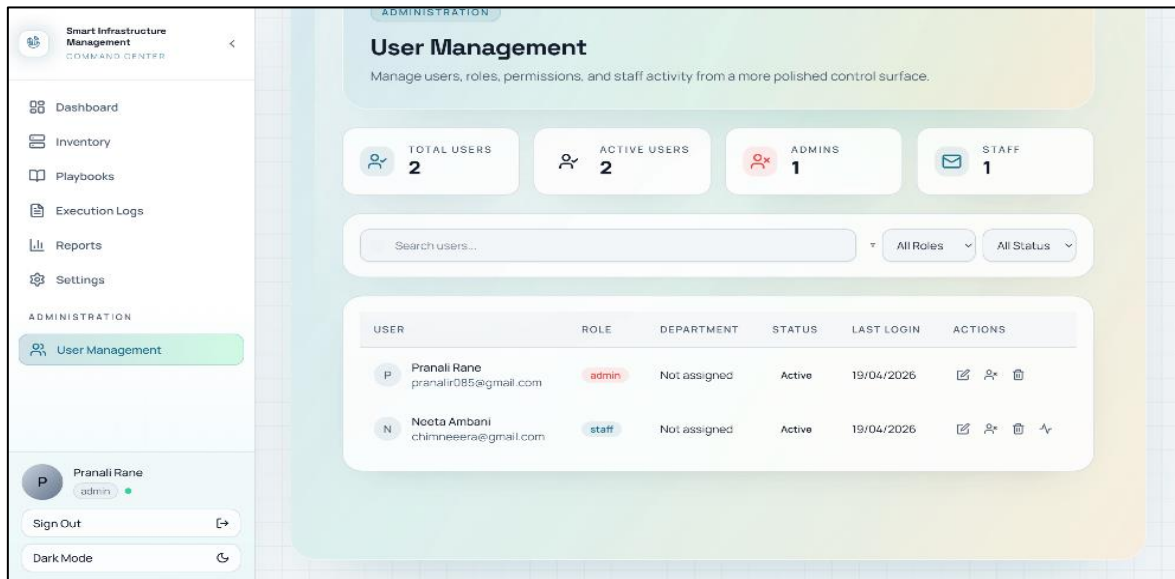 Smart Infrastructure
Management
COMMAND CENTER
Dashboard
Inventory
Playbooks
Execution Logs
Reports
Settings
ADMINISTRATION
User Management
P
Pranali Rane
admin
Sign Out
Dark Mode
ADMINISTRATION
User Management
Manage users, roles, permissions, and staff activity from a more polished control surface.
TOTAL USERS
2
ACTIVE USERS
2
ADMINS
1
STAFF
1
Search users...
All Roles
All Status
USER ROLE DEPARTMENT STATUS LAST LOGIN ACTIONS
P Pranali Rane admin Not assigned Active 19/04/2026
pranalir085@gmail.com
N Neeta Ambani staff Not assigned Active 19/04/2026
chimneeera@gmail.com